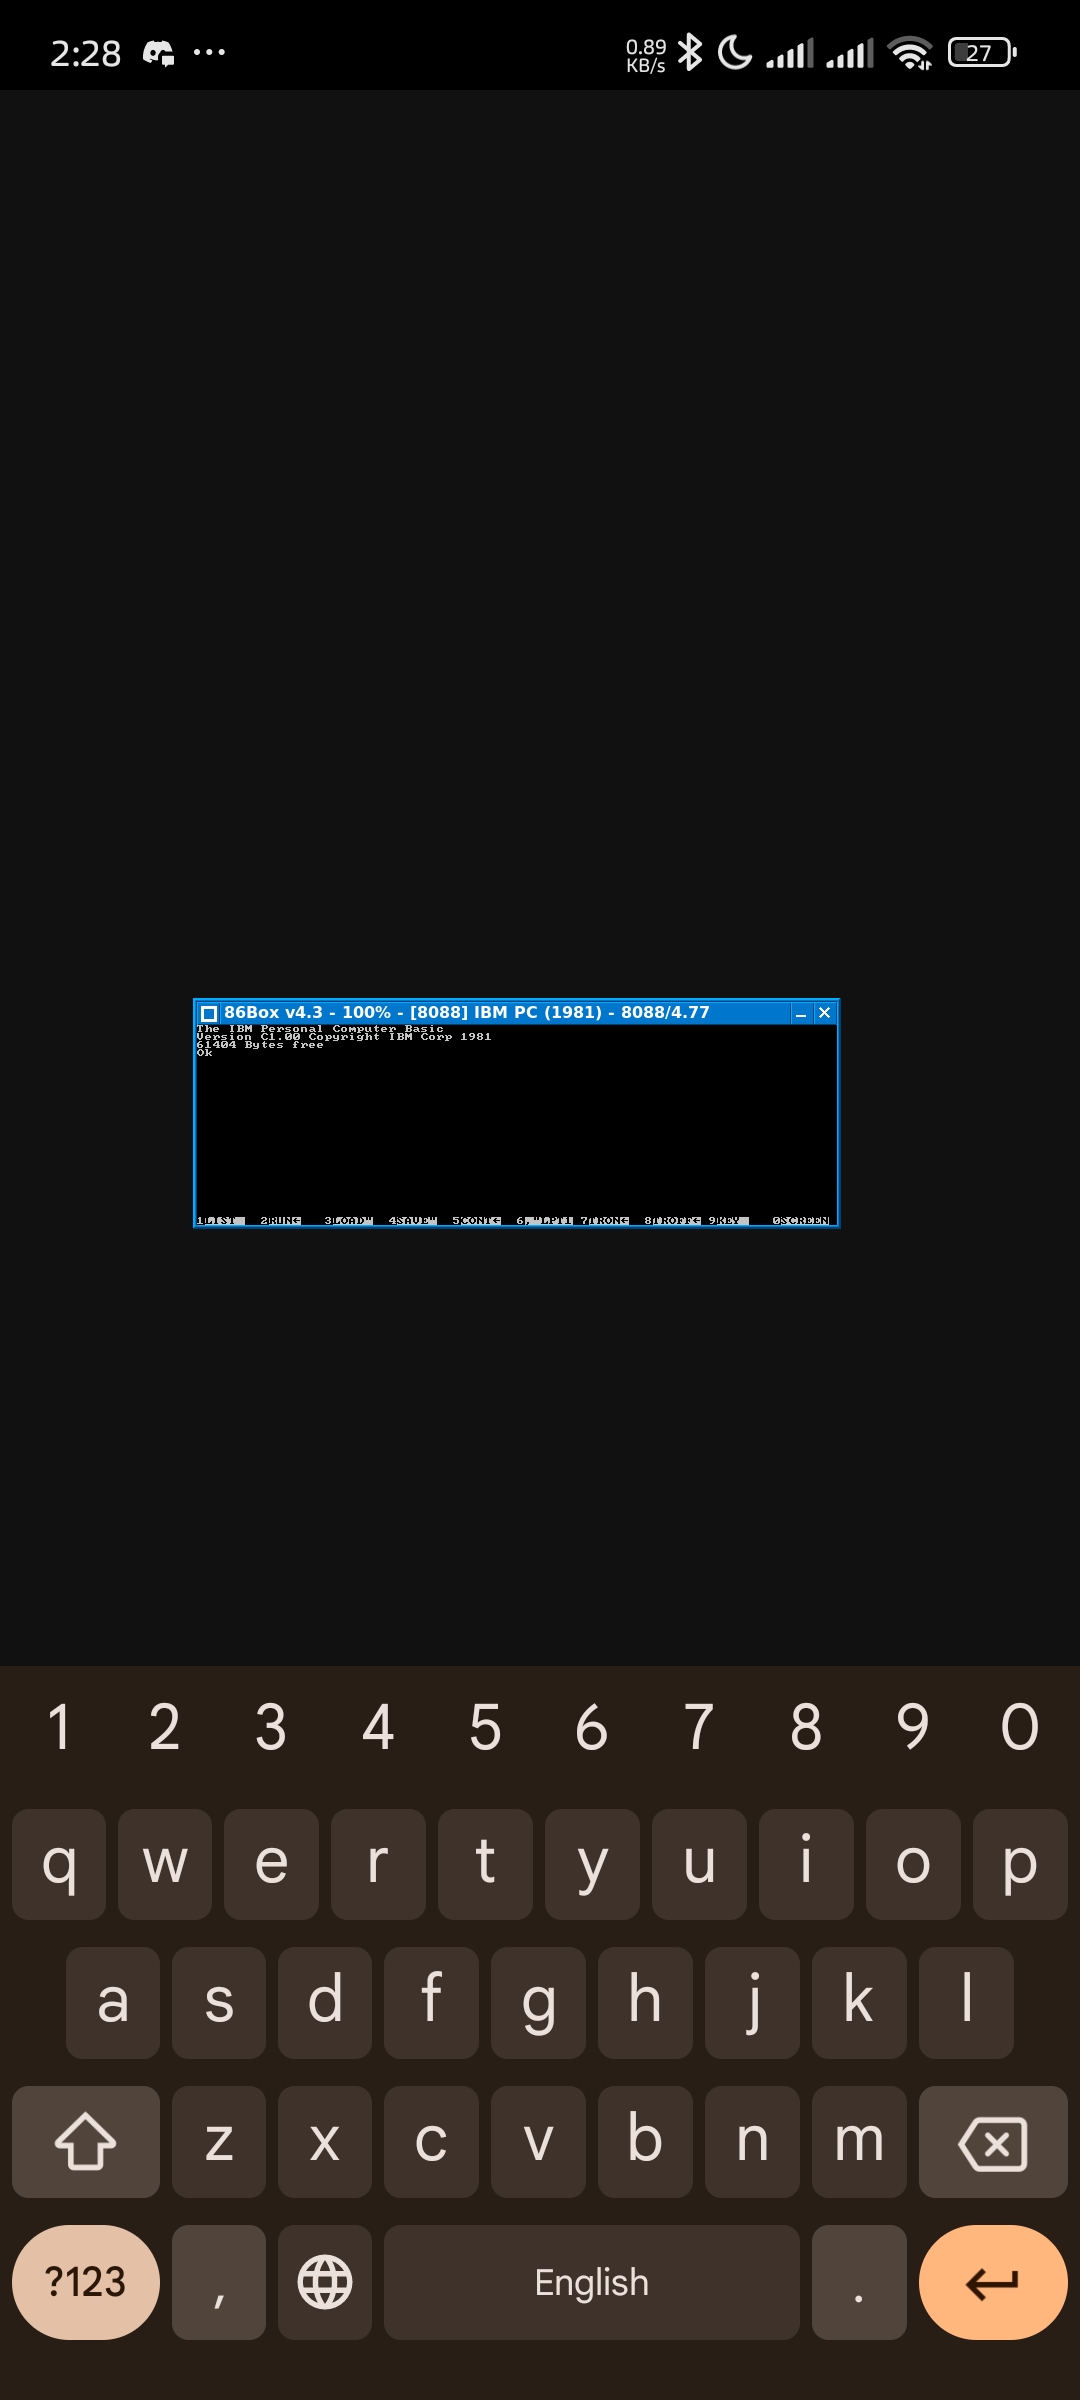 2:28
0.89 KB/s
27
86Box v4.3 - 100% - [8088] IBM PC (1981) - 8088/4.77
The IBM Personal Computer Basic
Version C1.00 Copyright IBM Corp 1981
61404 Bytes free
Ok
1LIST 2RUN← 3LOAD" 4SAVE" 5CONT← 6,"LPT1 7TRON← 8TROFF← 9KEY 0SCREEN
1 2 3 4 5 6 7 8 9 0
q w e r t y u i o p
a s d f g h j k l
z x c v b n m
?123 , English .